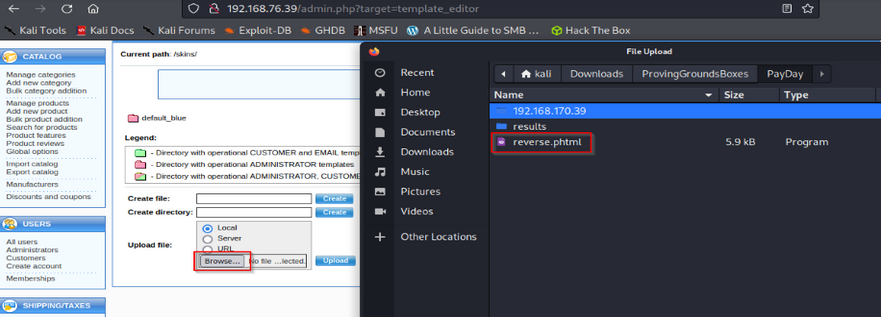 192.168.76.39/admin.php?target=template_editor
Kali Tools
Kali Docs
Kali Forums
Exploit-DB
GHDB
MSFU
A Little Guide to SMB ...
Hack The Box
CATALOG
Manage categories
Add new category
Bulk category addition
Manage products
Add new product
Bulk product addition
Search for products
Product features
Product reviews
Global options
Import catalog
Export catalog
Manufacturers
Discounts and coupons
USERS
All users
Administrators
Customers
Create account
Memberships
SHIPPING/TAXES
Current path: /skins/
default_blue
Legend:
- Directory with operational CUSTOMER and EMAIL temp
- Directory with operational ADMINISTRATOR templates
- Directory with operational ADMINISTRATOR, CUSTOME
Create file:
Create
Create directory:
Create
Upload file:
Local
Server
URL
Browse...
No file ...lected.
Upload
File Upload
Recent
Home
Desktop
Documents
Downloads
Music
Pictures
Videos
Other Locations
kali
Downloads
ProvingGroundsBoxes
PayDay
Name
Size
Type
192.168.170.39
results
reverse.phtml
5.9 kB
Program